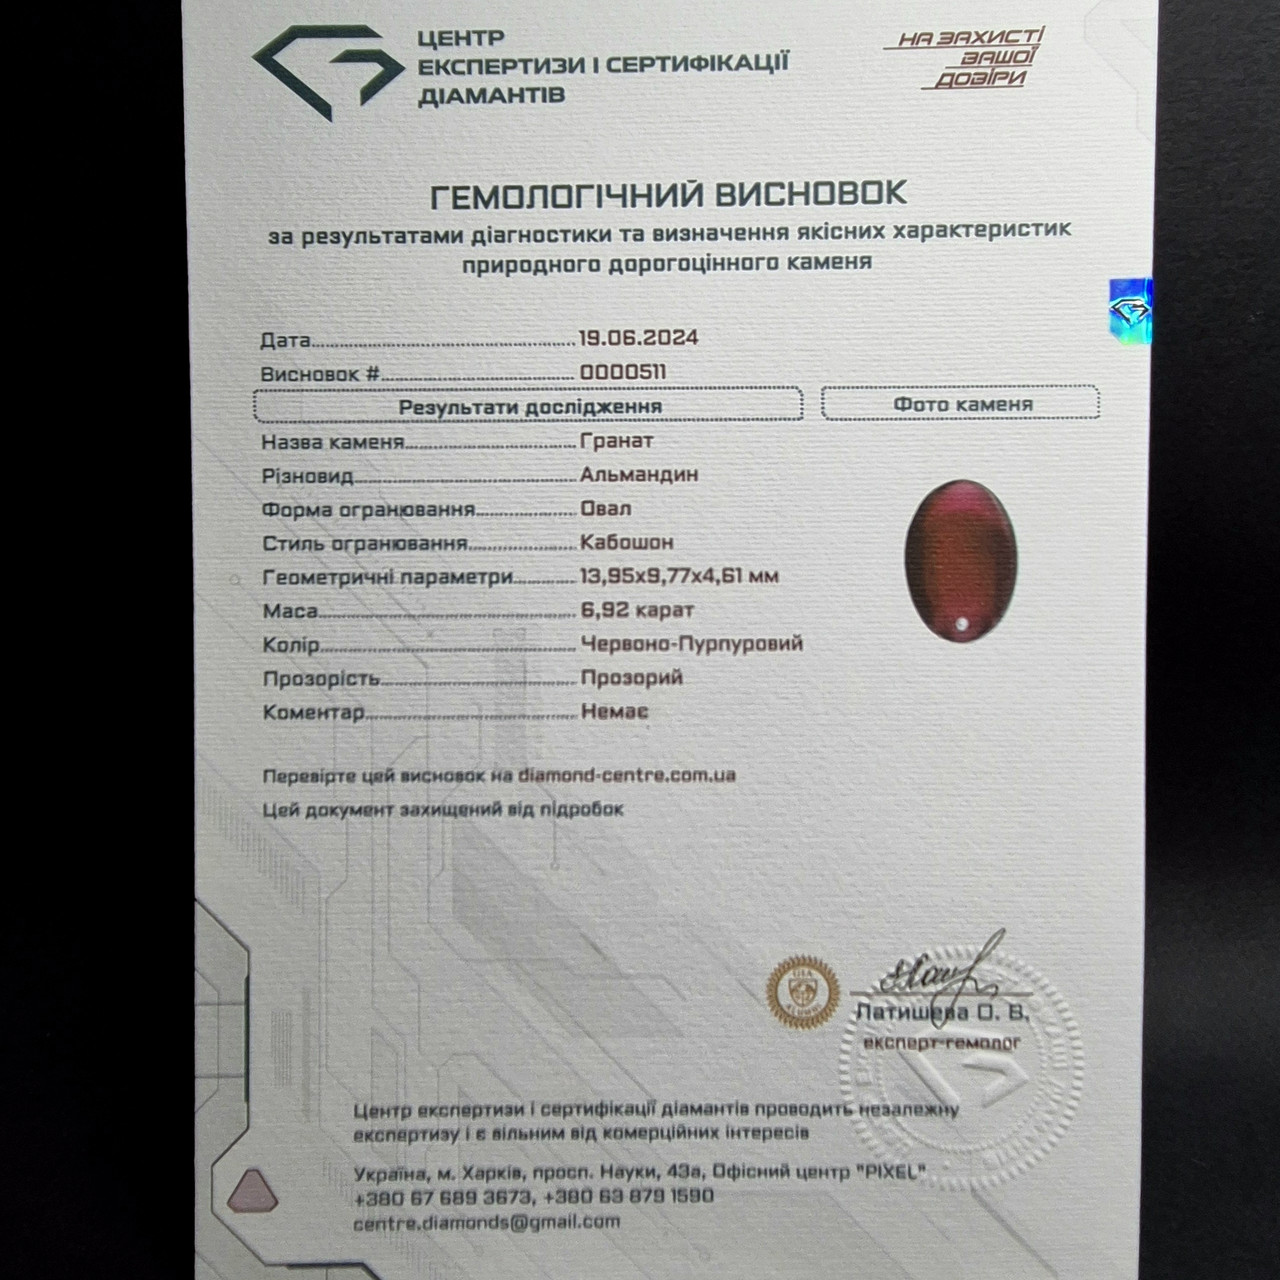 ЦЕНТР
ЕКСПЕРТИЗИ І СЕРТИФІКАЦІЇ
ДІАМАНТІВ
НА ЗАХИСТІ
ВАШОЇ
ДОВІРИ
ГЕМОЛОГІЧНИЙ ВИСНОВОК
за результатами діагностики та визначення якісних характеристик
природного дорогоцінного каменя
Дата 19.06.2024
Висновок # 0000511
Результати дослідження
Фото каменя
Назва каменя Гранат
Різновид Альмандин
Форма огранювання Овал
Стиль огранювання Кабошон
Геометричні параметри 13,95х9,77х4,61 мм
Маса 6,92 карат
Колір Червоно-Пурпуровий
Прозорість Прозорий
Коментар Немає
Перевірте цей висновок на diamond-centre.com.ua
Цей документ захищений від підробок
GIA
ALUMNI
Латишева О. В.
експерт-гемолог
Центр експертизи і сертифікації діамантів проводить незалежну
експертизу і є вільним від комерційних інтересів
Україна, м. Харків, просп. Науки, 43а, Офісний центр "PIXEL"
+380 67 689 3673, +380 63 879 1590
centre.diamonds@gmail.com